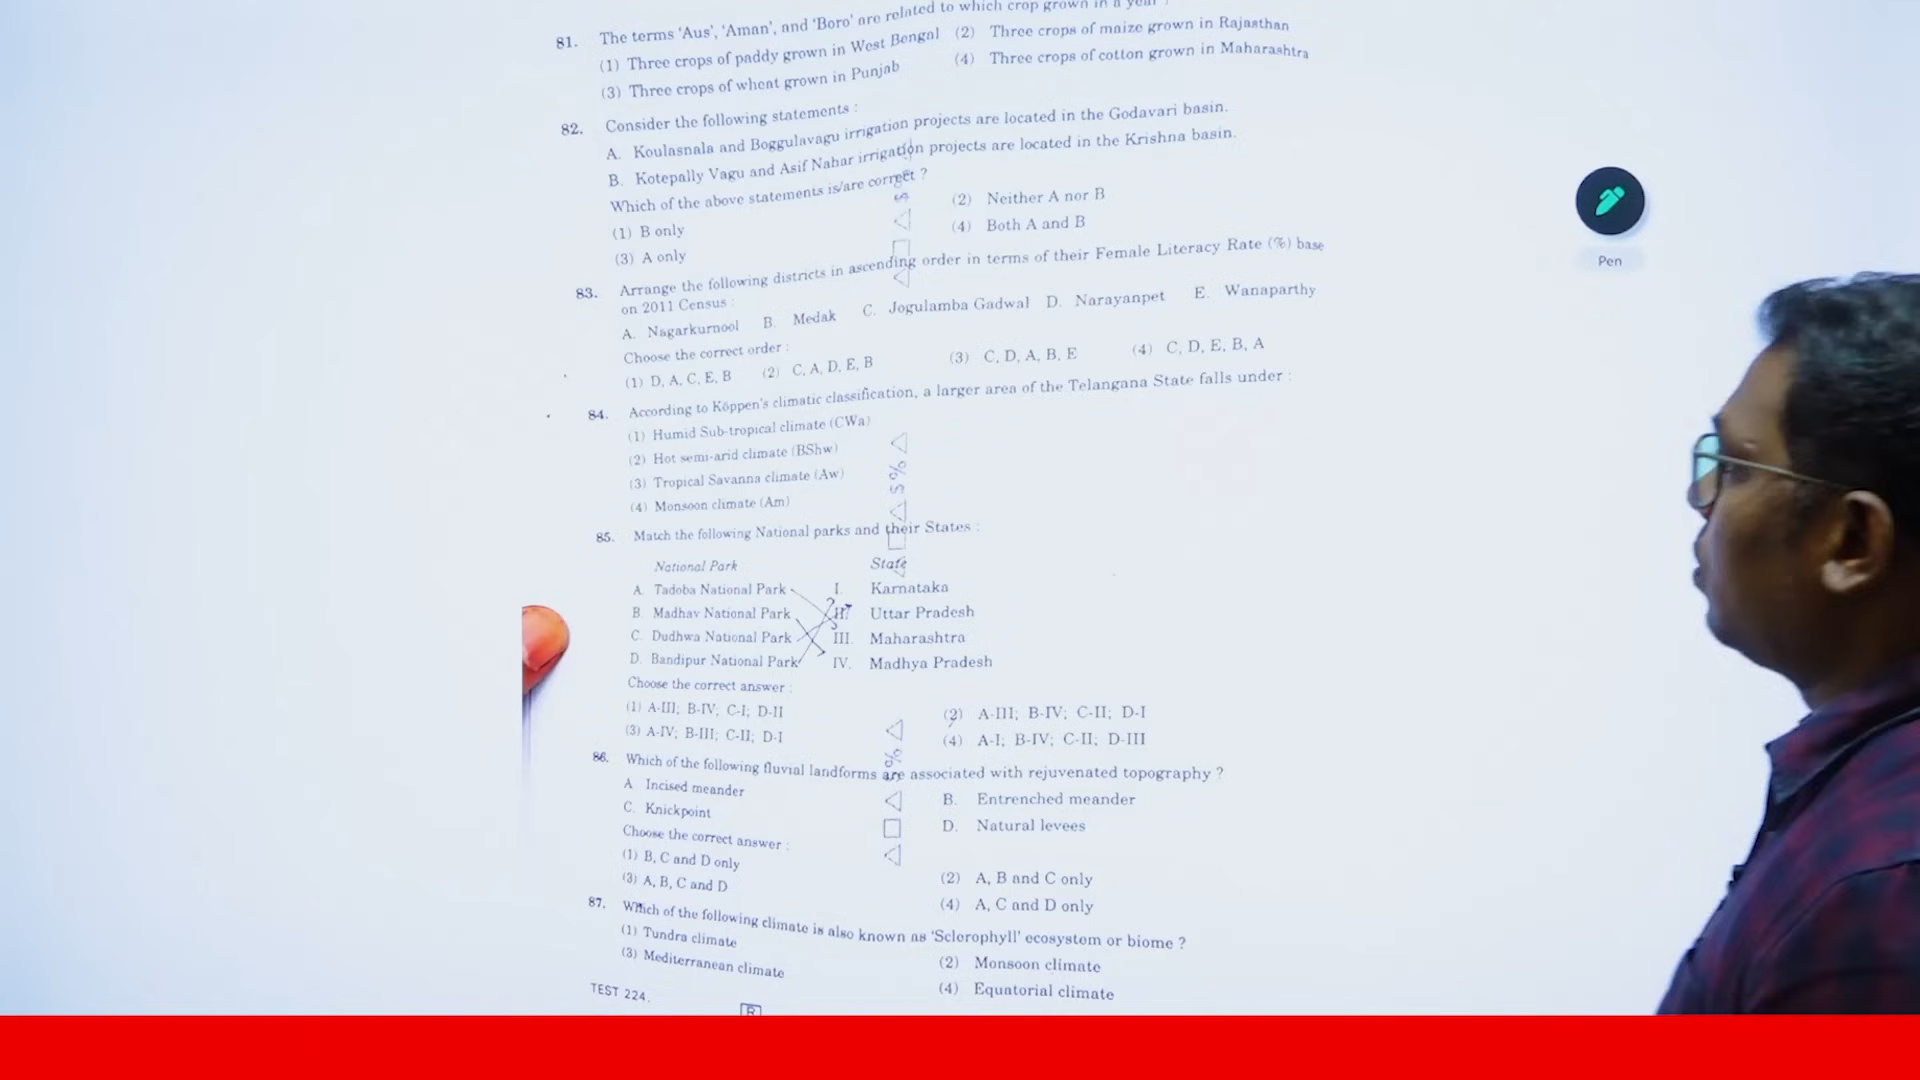 81. The terms 'Aus', 'Aman', and 'Boro' are related to which crop grown in a year ?
(1) Three crops of paddy grown in West Bengal (2) Three crops of maize grown in Rajasthan
(3) Three crops of wheat grown in Punjab (4) Three crops of cotton grown in Maharashtra
82. Consider the following statements :
A. Koulasnala and Boggulavagu irrigation projects are located in the Godavari basin.
B. Kotepally Vagu and Asif Nahar irrigation projects are located in the Krishna basin.
Which of the above statements is/are correct ?
(1) B only (2) Neither A nor B
(3) A only (4) Both A and B
83. Arrange the following districts in ascending order in terms of their Female Literacy Rate (%) base
on 2011 Census :
A. Nagarkurnool B. Medak C. Jogulamba Gadwal D. Narayanpet E. Wanaparthy
Choose the correct order :
(1) D, A, C, E, B (2) C, A, D, E, B (3) C, D, A, B, E (4) C, D, E, B, A
84. According to Köppen's climatic classification, a larger area of the Telangana State falls under :
(1) Humid Sub-tropical climate (CWa)
(2) Hot semi-arid climate (BShw)
(3) Tropical Savanna climate (Aw)
(4) Monsoon climate (Am)
85. Match the following National parks and their States :
National Park State
A. Tadoba National Park I. Karnataka
B. Madhav National Park II. Uttar Pradesh
C. Dudhwa National Park III. Maharashtra
D. Bandipur National Park IV. Madhya Pradesh
Choose the correct answer :
(1) A-III; B-IV; C-I; D-II (2) A-III; B-IV; C-II; D-I
(3) A-IV; B-III; C-II; D-I (4) A-I; B-IV; C-II; D-III
86. Which of the following fluvial landforms are associated with rejuvenated topography ?
A Incised meander B. Entrenched meander
C. Knickpoint D. Natural levees
Choose the correct answer :
(1) B, C and D only (2) A, B and C only
(3) A, B, C and D (4) A, C and D only
87. Which of the following climate is also known as 'Sclerophyll' ecosystem or biome ?
(1) Tundra climate (2) Monsoon climate
(3) Mediterranean climate (4) Equatorial climate
TEST 224.
R
Pen